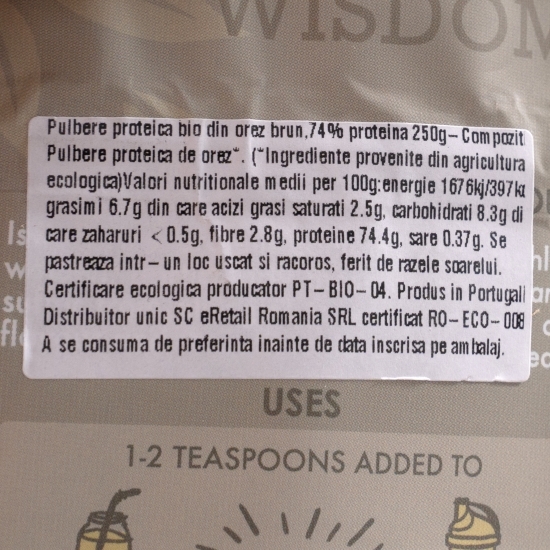 WISDOM
Pulbere proteica bio din orez brun,74% proteina 250g-Compozit
Pulbere proteica de orez*. (*Ingrediente provenite din agricultura
ecologica)Valori nutritionale medii per 100g:energie 1676kj/397k
grasimi 6.7g din care acizi grasi saturati 2.5g, carbohidrati 8.3g di
care zaharuri <0.5g, fibre 2.8g, proteine 74.4g, sare 0.37g. Se
pastreaza intr-un loc uscat si racoros, ferit de razele soarelui.
Certificare ecologica producator PT-BIO-04. Produs in Portugali
Distribuitor unic SC eRetail Romania SRL certificat RO-ECO-008
A se consuma de preferinta inainte de data inscrisa pe ambalaj.
USES
1-2 TEASPOONS ADDED TO